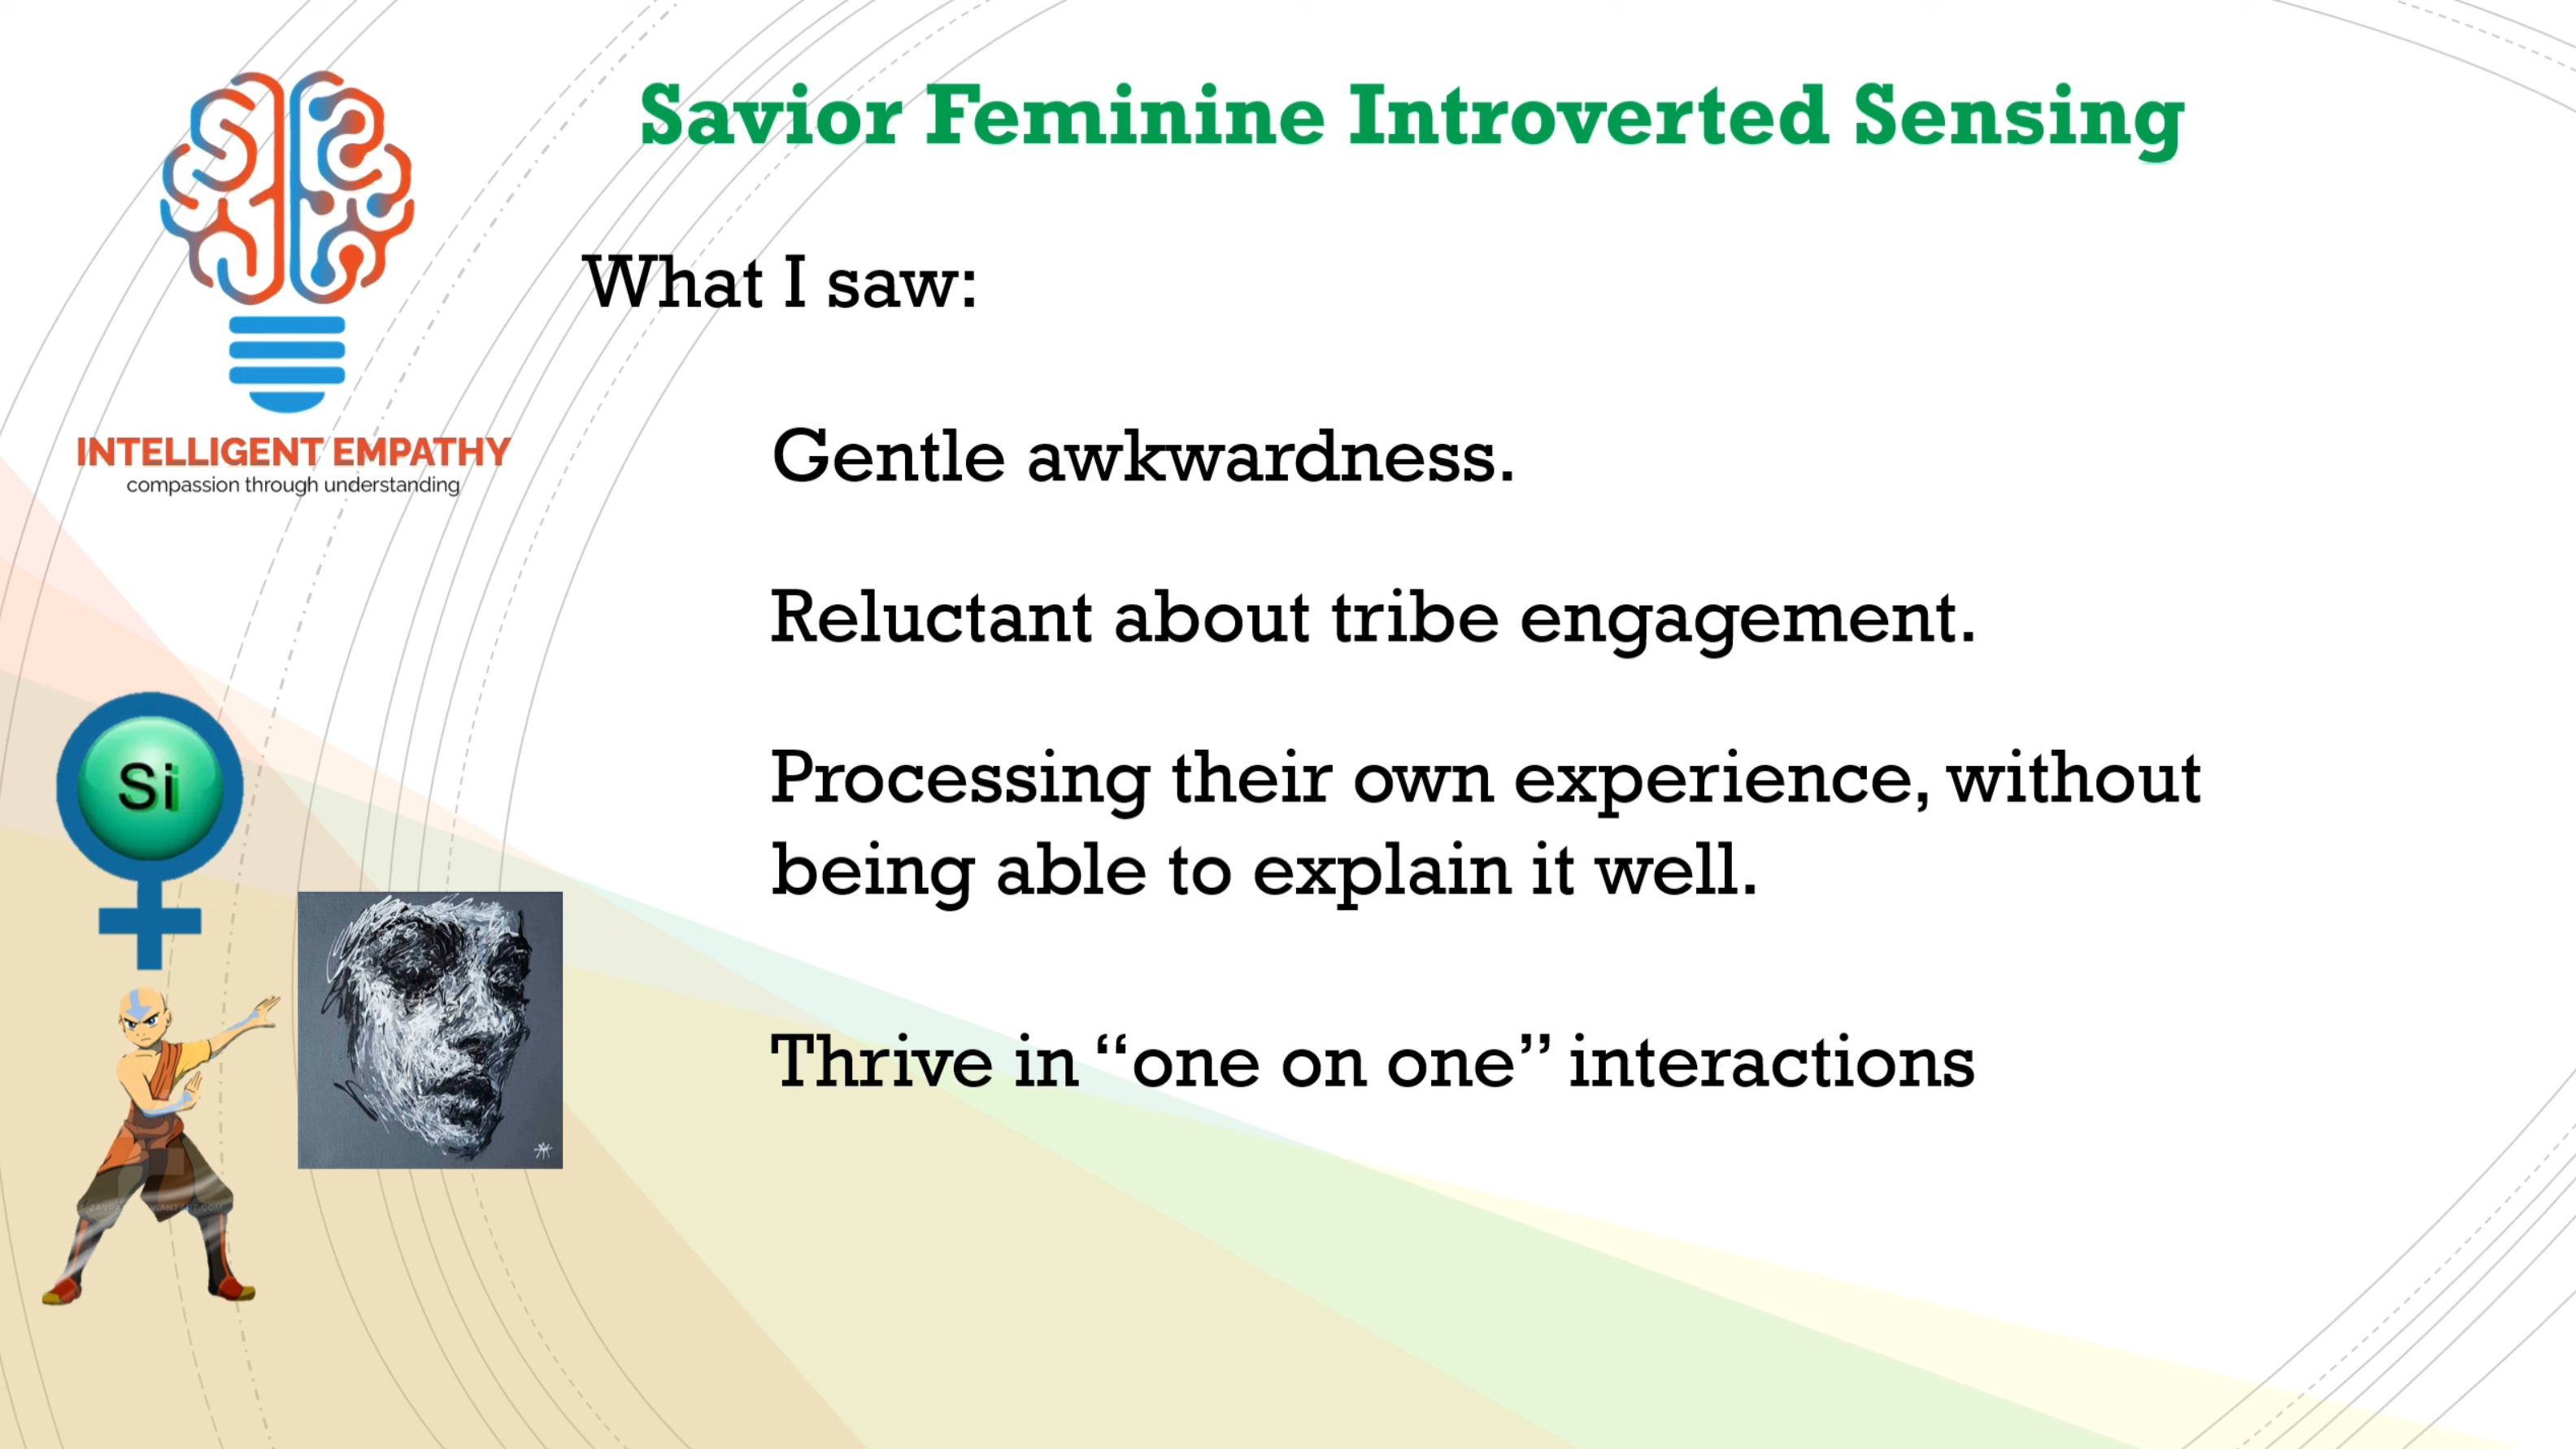 Savior Feminine Introverted Sensing
What I saw:
Gentle awkwardness.
INTELLIGENT EMPATHY
compassion through understanding
Reluctant about tribe engagement.
Si
Processing their own experience, without
being able to explain it well.
Thrive in “one on one” interactions